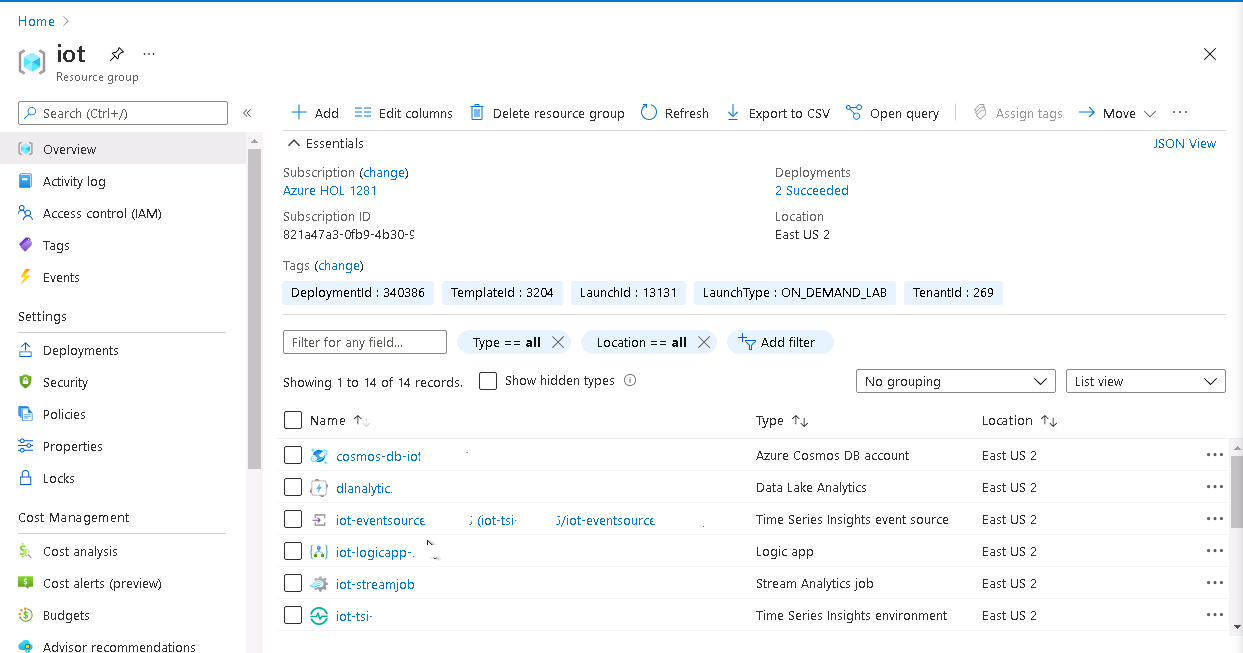 Home >
iot ...
Resource group
Search (Ctrl+/) «
Overview
Activity log
Access control (IAM)
Tags
Events
Settings
Deployments
Security
Policies
Properties
Locks
Cost Management
Cost analysis
Cost alerts (preview)
Budgets
Advisor recommendations
Add Edit columns Delete resource group Refresh Export to CSV Open query Assign tags Move ...
Essentials JSON View
Subscription (change)
Azure HOL 1281
Subscription ID
821a47a3-0fb9-4b30-9
Deployments
2 Succeeded
Location
East US 2
Tags (change)
DeploymentId : 340386 TemplateId : 3204 LaunchId : 13131 LaunchType : ON_DEMAND_LAB TenantId : 269
Filter for any field... Type == all Location == all Add filter
Showing 1 to 14 of 14 records. Show hidden types No grouping List view
Name Type Location
cosmos-db-iot Azure Cosmos DB account East US 2 ...
dlanalytic. Data Lake Analytics East US 2 ...
iot-eventsource (iot-tsi- /iot-eventsource Time Series Insights event source East US 2 ...
iot-logicapp-. Logic app East US 2 ...
iot-streamjob Stream Analytics job East US 2 ...
iot-tsi- Time Series Insights environment East US 2 ...